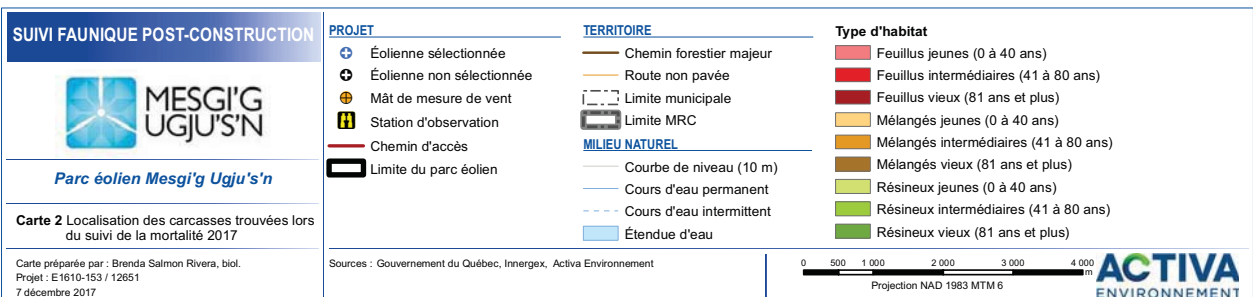 SUIVI FAUNIQUE POST-CONSTRUCTION
MESGI'G
UGJU'S'N
Parc éolien Mesgi'g Ugju's'n
Carte 2 Localisation des carcasses trouvées lors
du suivi de la mortalité 2017
Carte préparée par : Brenda Salmon Rivera, biol.
Projet : E1610-153 / 12651
7 décembre 2017
PROJET
Éolienne sélectionnée
Éolienne non sélectionnée
Mât de mesure de vent
Station d'observation
Chemin d'accès
Limite du parc éolien
TERRITOIRE
Chemin forestier majeur
Route non pavée
Limite municipale
Limite MRC
MILIEU NATUREL
Courbe de niveau (10 m)
Cours d'eau permanent
Cours d'eau intermittent
Étendue d'eau
Type d'habitat
Feuillus jeunes (0 à 40 ans)
Feuillus intermédiaires (41 à 80 ans)
Feuillus vieux (81 ans et plus)
Mélangés jeunes (0 à 40 ans)
Mélangés intermédiaires (41 à 80 ans)
Mélangés vieux (81 ans et plus)
Résineux jeunes (0 à 40 ans)
Résineux intermédiaires (41 à 80 ans)
Résineux vieux (81 ans et plus)
Sources : Gouvernement du Québec, Innergex, Activa Environnement
0 500 1 000 2 000 3 000 4 000
m
Projection NAD 1983 MTM 6
ACTIVA
ENVIRONNEMENT